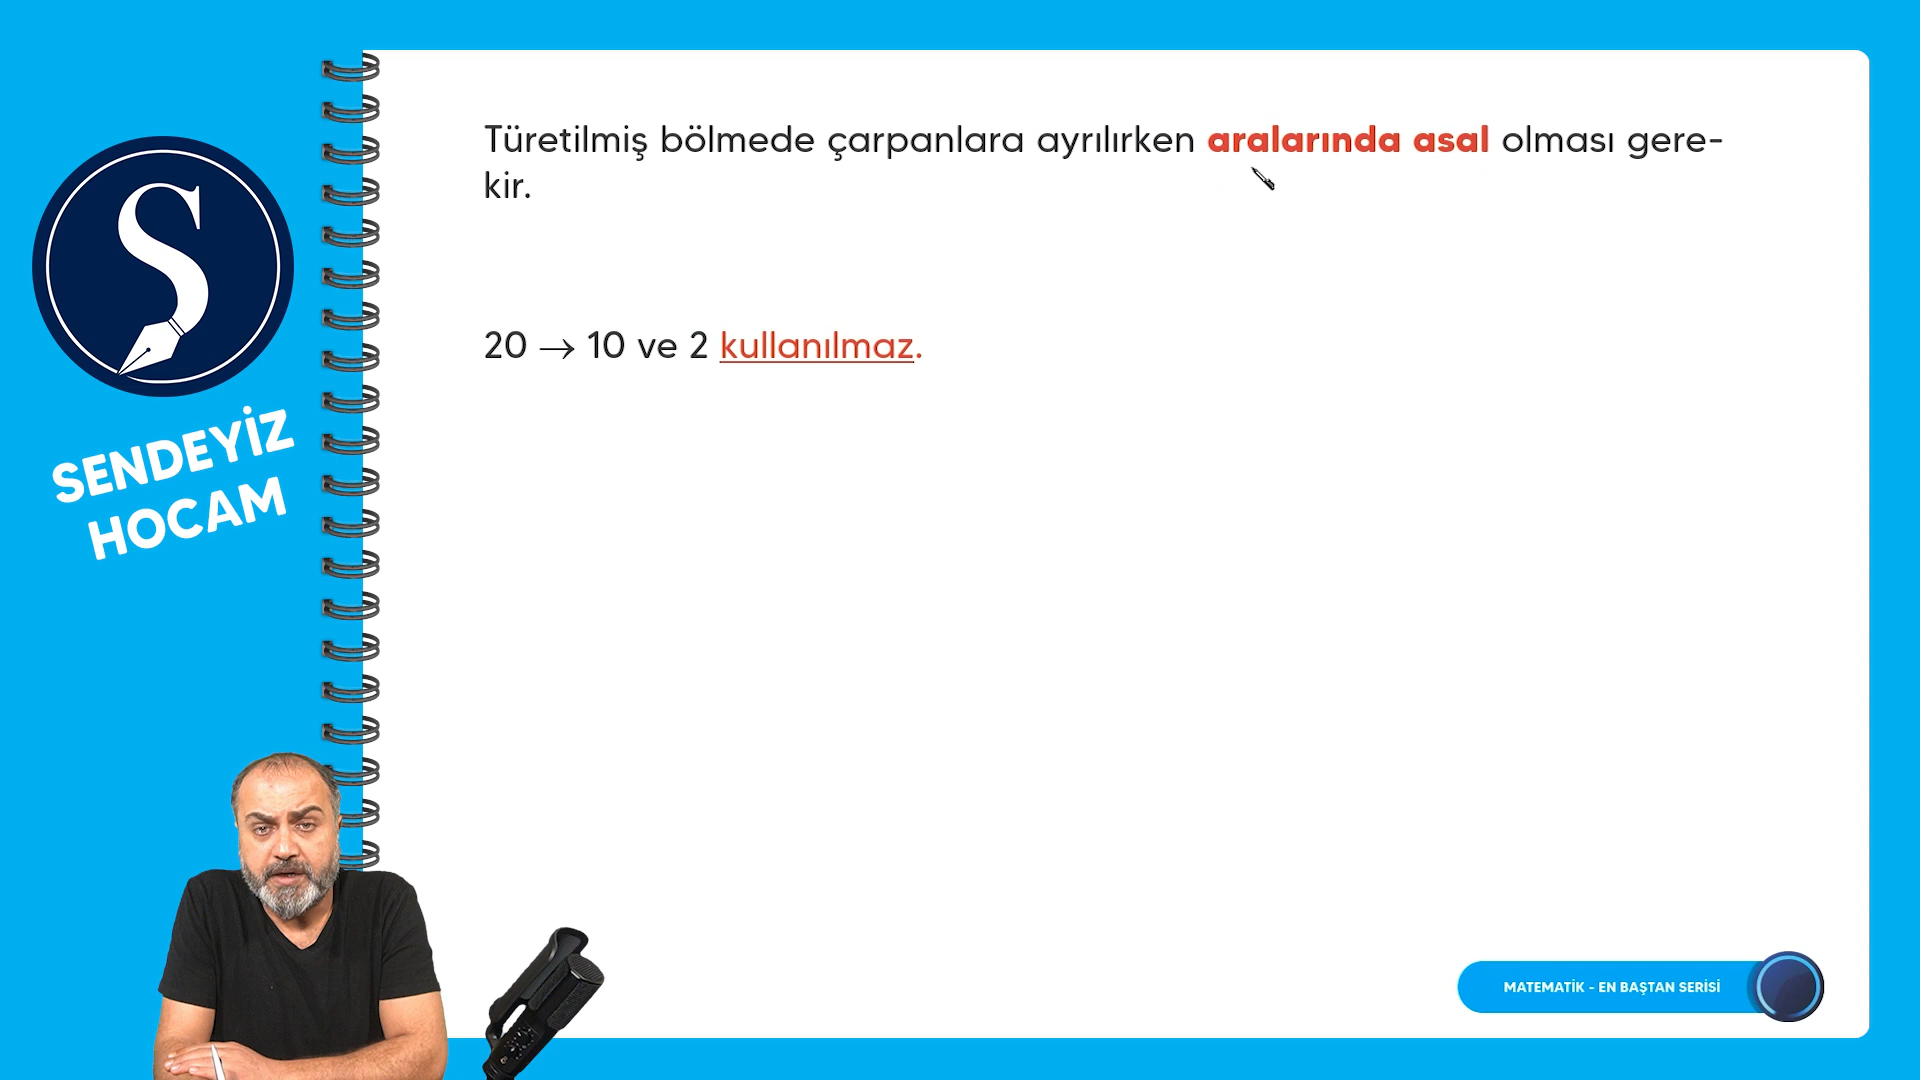 Türetilmiş bölmede çarpanlara ayrılırken aralarında asal olması gere-
kir.
20 → 10 ve 2 kullanılmaz.
S
SENDEYİZ
HOCAM
MATEMATİK - EN BAŞTAN SERİSİ